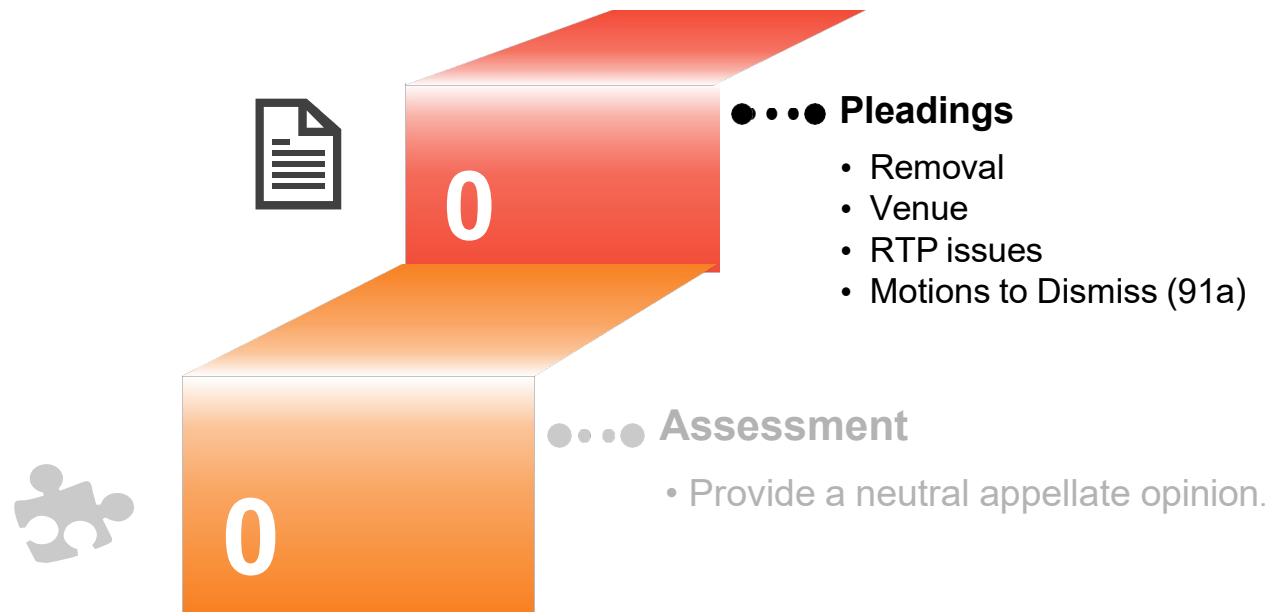 0
Pleadings
• Removal
• Venue
• RTP issues
• Motions to Dismiss (91a)
0
Assessment
• Provide a neutral appellate opinion.